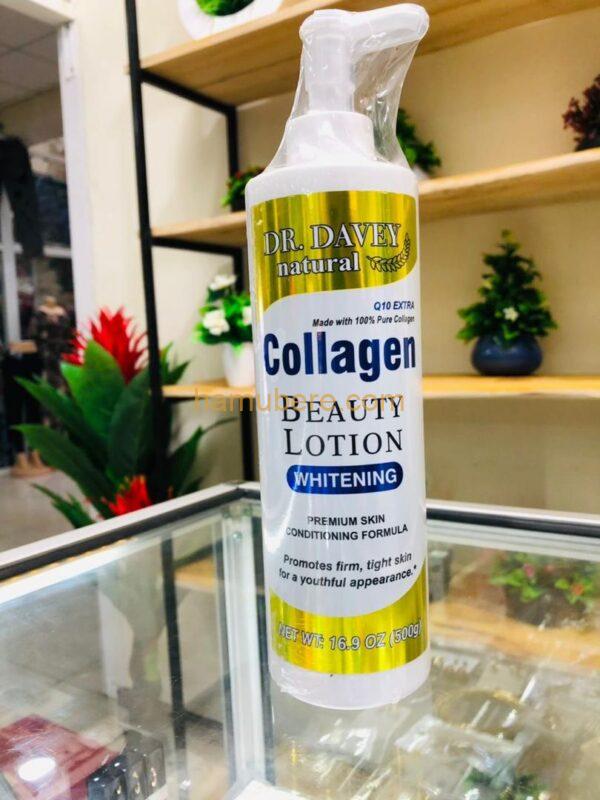 DR. DAVEY
natural
Q10 EXTRA
Made with 100% Pure Collagen
Collagen
hamubere.com
BEAUTY
LOTION
WHITENING
PREMIUM SKIN
CONDITIONING FORMULA
Promotes firm, tight skin
for a youthful appearance.*
NET WT: 16.9 OZ (500g)